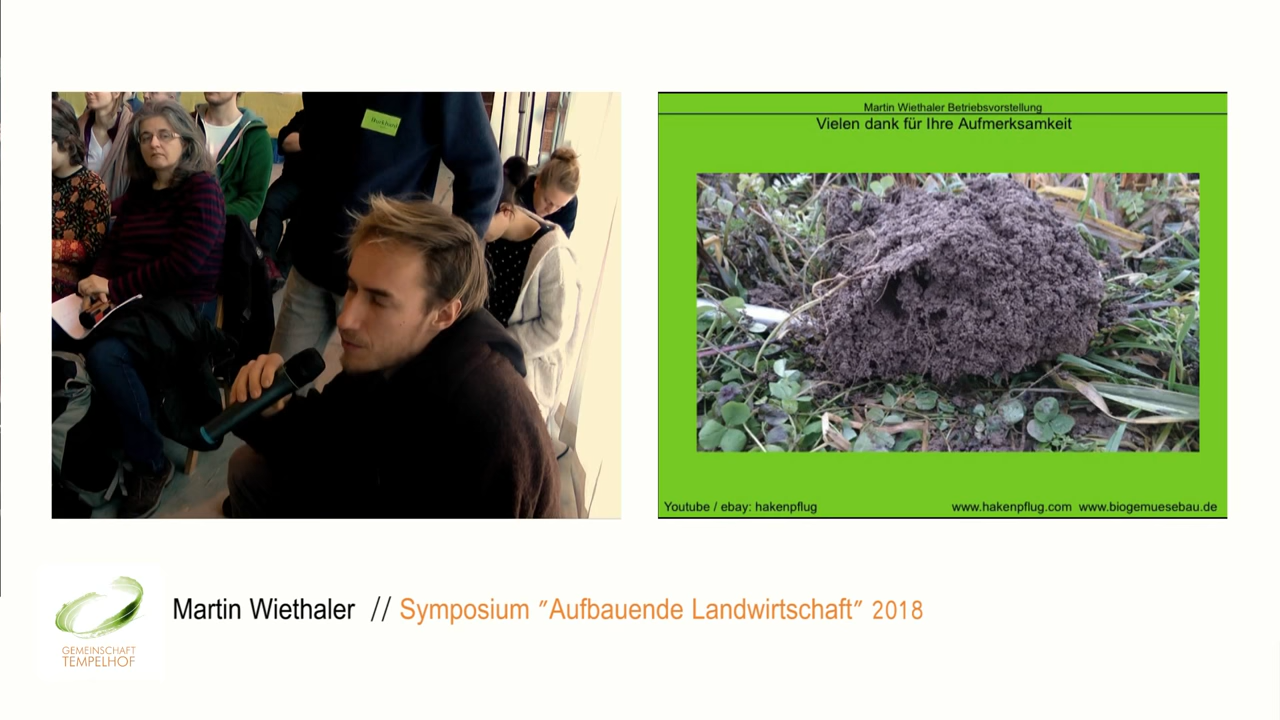 Burkhard
Martin Wiethaler Betriebsvorstellung
Vielen dank für Ihre Aufmerksamkeit
Youtube / ebay: hakenpflug
www.hakenpflug.com www.biogemuesebau.de
GEMEINSCHAFT
TEMPELHOF
Martin Wiethaler // Symposium "Aufbauende Landwirtschaft" 2018